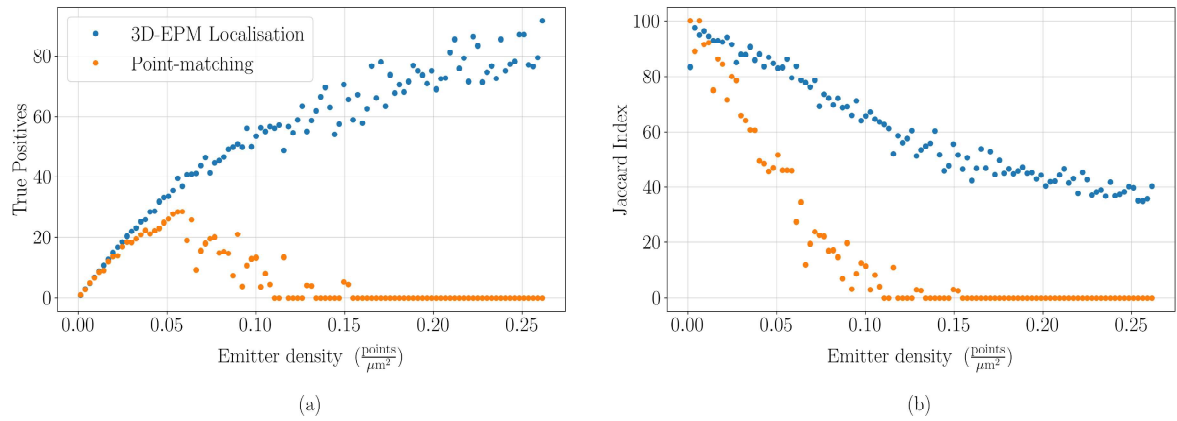 3D-EPM Localisation
Point-matching
True Positives
80
60
40
20
0
0.00 0.05 0.10 0.15 0.20 0.25
Emitter density (points/μm²)
(a)
Jaccard Index
100
80
60
40
20
0
0.00 0.05 0.10 0.15 0.20 0.25
Emitter density (points/μm²)
(b)